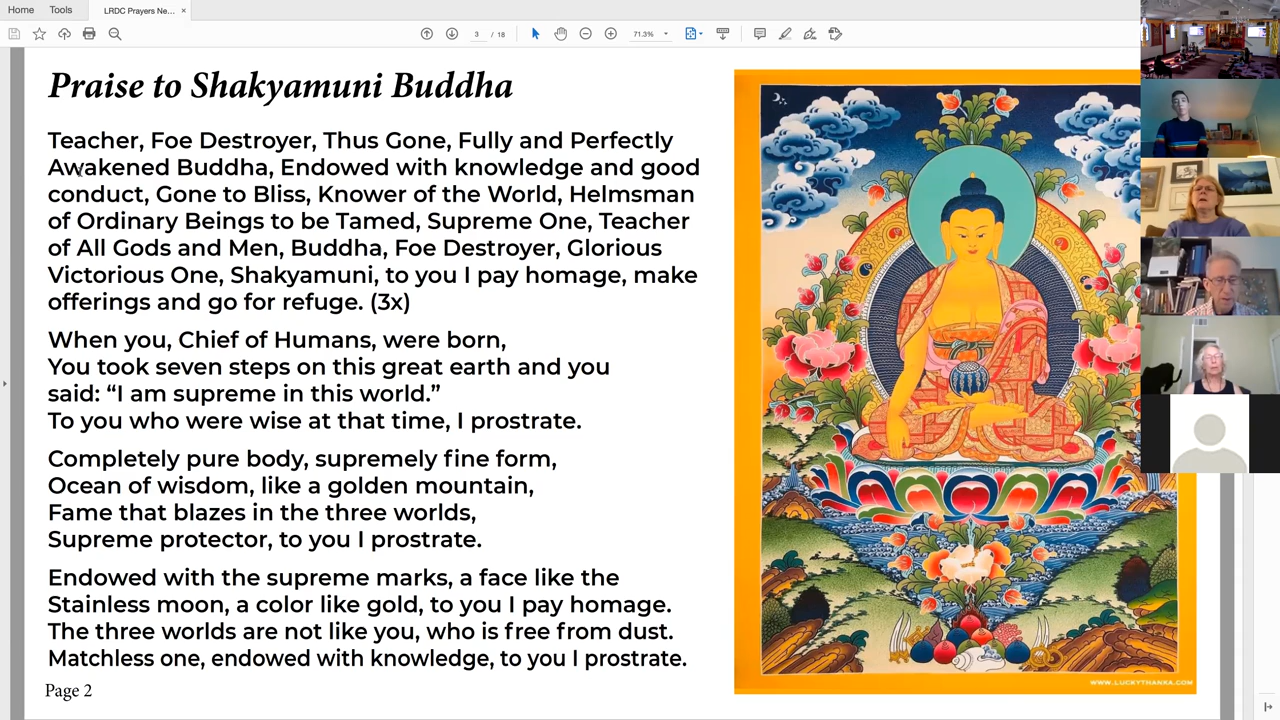 Home Tools LRDC Prayers Ne... ×
3 / 18 71.3%
Praise to Shakyamuni Buddha
Teacher, Foe Destroyer, Thus Gone, Fully and Perfectly
Awakened Buddha, Endowed with knowledge and good
conduct, Gone to Bliss, Knower of the World, Helmsman
of Ordinary Beings to be Tamed, Supreme One, Teacher
of All Gods and Men, Buddha, Foe Destroyer, Glorious
Victorious One, Shakyamuni, to you I pay homage, make
offerings and go for refuge. (3x)
When you, Chief of Humans, were born,
You took seven steps on this great earth and you
said: “I am supreme in this world.”
To you who were wise at that time, I prostrate.
Completely pure body, supremely fine form,
Ocean of wisdom, like a golden mountain,
Fame that blazes in the three worlds,
Supreme protector, to you I prostrate.
Endowed with the supreme marks, a face like the
Stainless moon, a color like gold, to you I pay homage.
The three worlds are not like you, who is free from dust.
Matchless one, endowed with knowledge, to you I prostrate.
Page 2
WWW.LUCKYTHANKA.COM